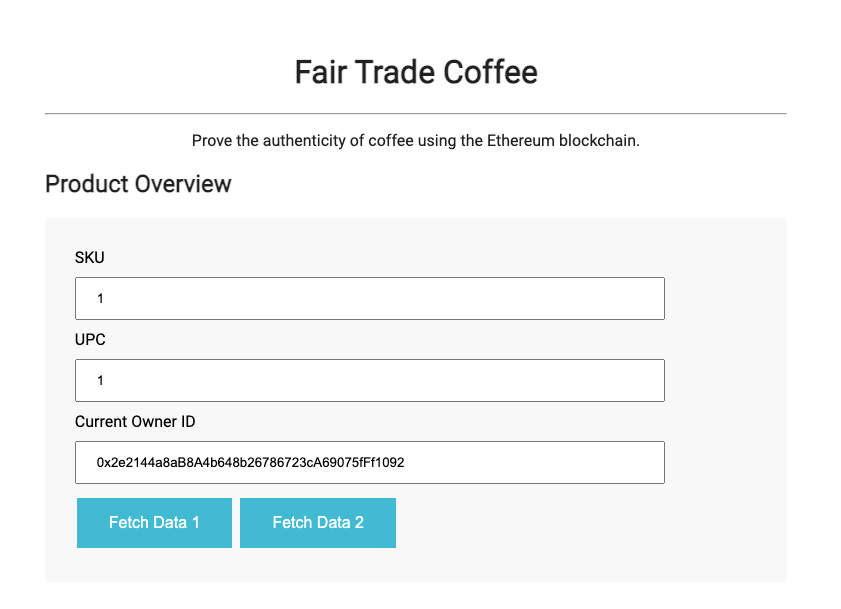 Fair Trade Coffee
Prove the authenticity of coffee using the Ethereum blockchain.
Product Overview
SKU
1
UPC
1
Current Owner ID
0x2e2144a8aB8A4b648b26786723cA69075fFf1092
Fetch Data 1
Fetch Data 2